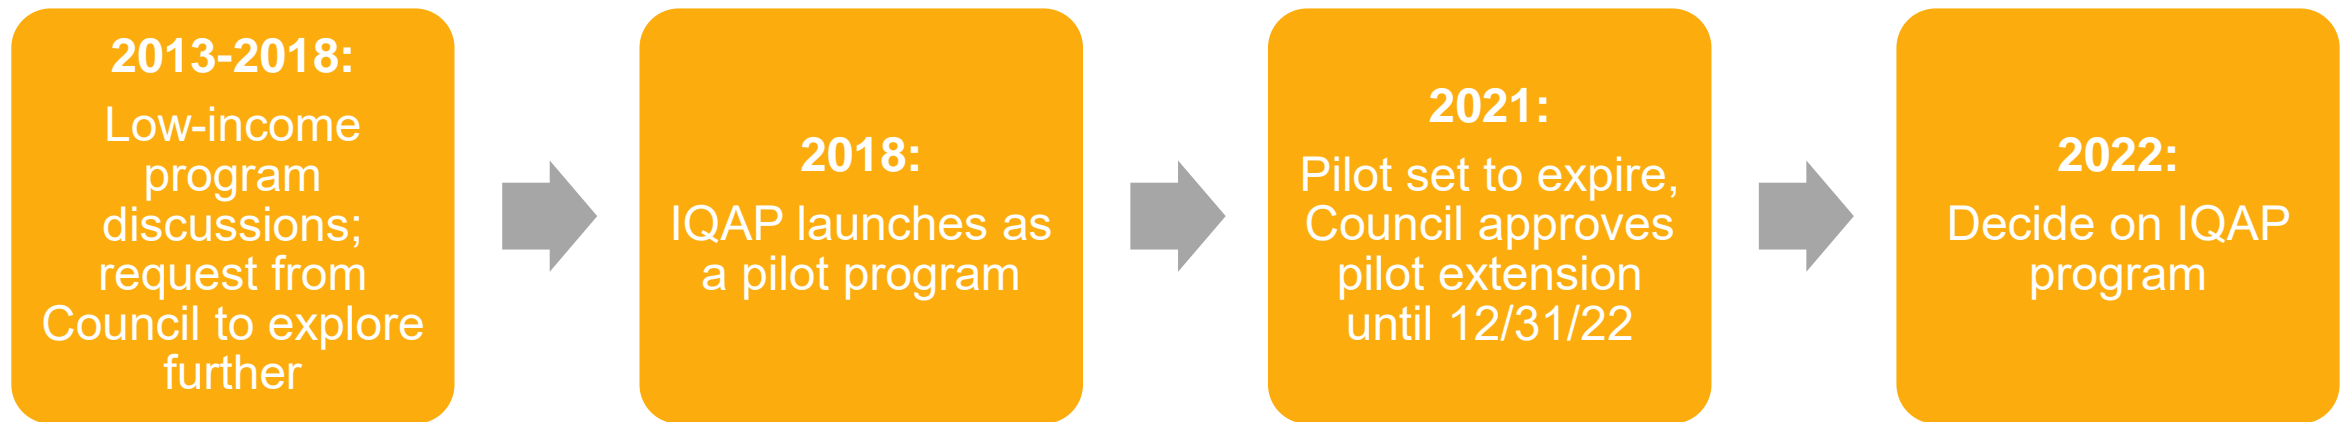 2013-2018:
Low-income
program
discussions;
request from
Council to explore
further
2018:
IQAP launches as
a pilot program
2021:
Pilot set to expire,
Council approves
pilot extension
until 12/31/22
2022:
Decide on IQAP
program